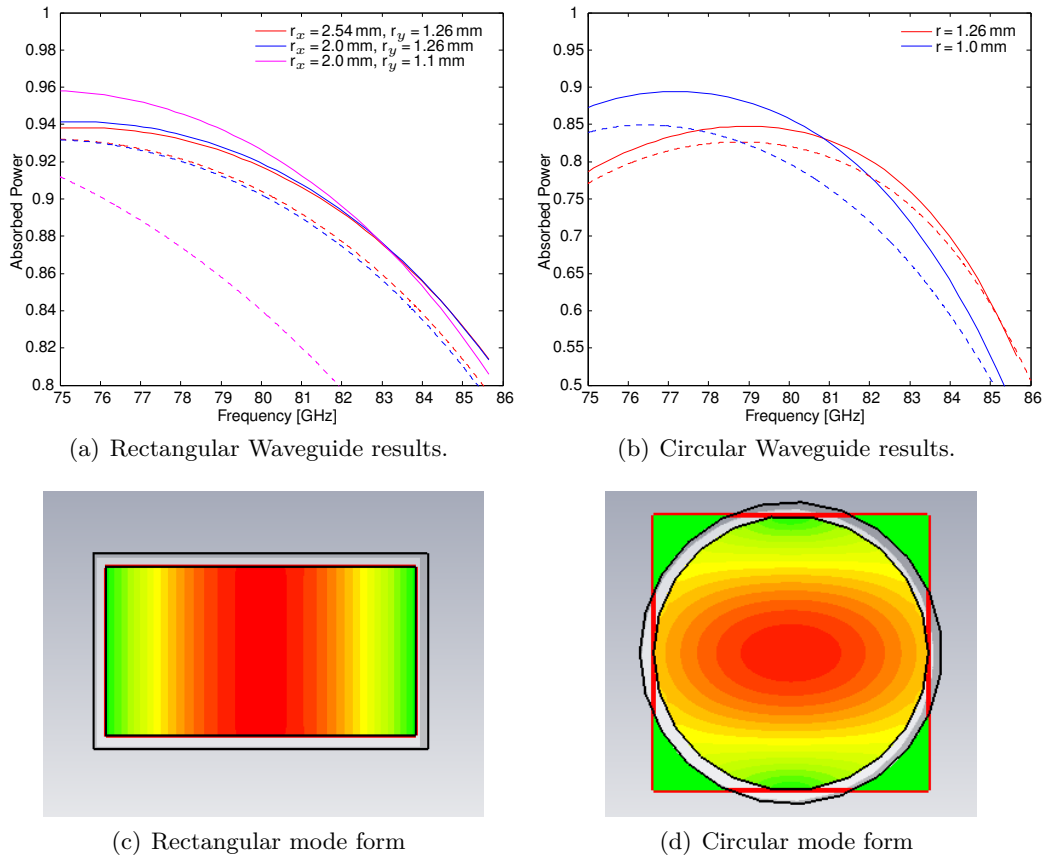 1
0.98
0.96
0.94
0.92
0.9
0.88
0.86
0.84
0.82
0.8
Absorbed Power
75 76 77 78 79 80 81 82 83 84 85 86
Frequency [GHz]
r_x = 2.54 mm, r_y = 1.26 mm
r_x = 2.0 mm, r_y = 1.26 mm
r_x = 2.0 mm, r_y = 1.1 mm
(a) Rectangular Waveguide results.
1
0.95
0.9
0.85
0.8
0.75
0.7
0.65
0.6
0.55
0.5
Absorbed Power
75 76 77 78 79 80 81 82 83 84 85 86
Frequency [GHz]
r = 1.26 mm
r = 1.0 mm
(b) Circular Waveguide results.
(c) Rectangular mode form
(d) Circular mode form